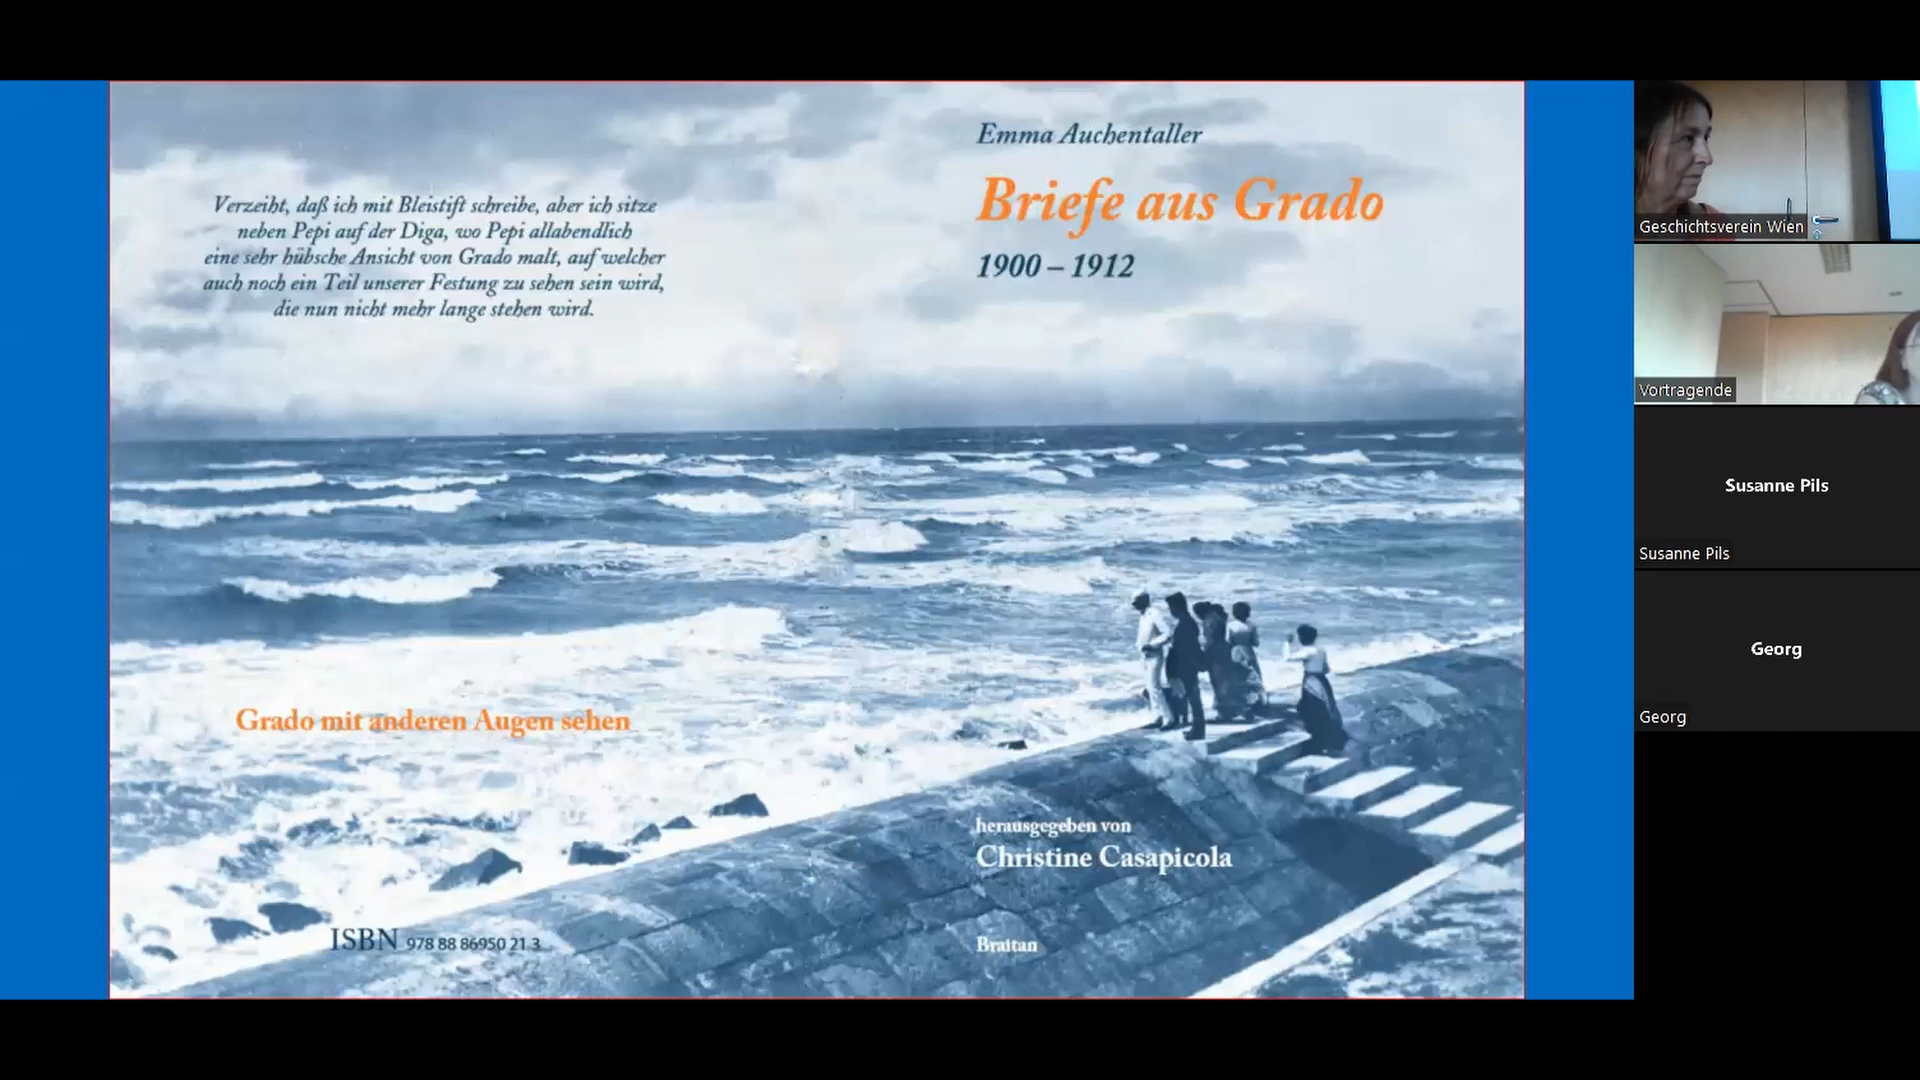 Verzeiht, daß ich mit Bleistift schreibe, aber ich sitze
neben Pepi auf der Diga, wo Pepi allabendlich
eine sehr hübsche Ansicht von Grado malt, auf welcher
auch noch ein Teil unserer Festung zu sehen sein wird,
die nun nicht mehr lange stehen wird.
Grado mit anderen Augen sehen
ISBN 978 88 86950 21 3
Emma Auchentaller
Briefe aus Grado
1900 – 1912
herausgegeben von
Christine Casapicola
Braitan
Geschichtsverein Wien
Vortragende
Susanne Pils
Susanne Pils
Georg
Georg